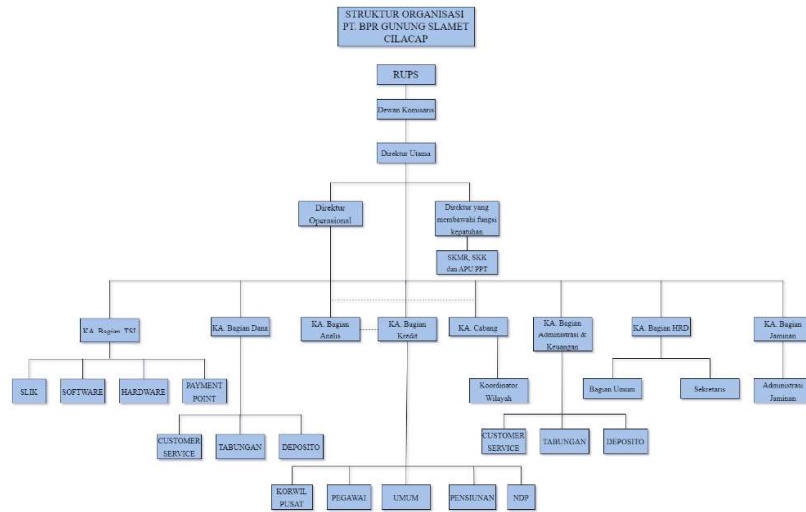 STRUKTUR ORGANISASI
PT. BPR GUNUNG SLAMET
CILACAP
RUPS
Dewan Komisaris
Direktur Utama
Direktur
Operasional
Direktur yang
membawahi fungsi
kepatuhan
SKMR, SKK
dan APU PPT
KA. Bagian TSI
KA. Bagian Dana
KA. Bagian
Analis
KA. Bagian
Kredit
KA. Cabang
KA. Bagian
Administrasi &
Keuangan
KA. Bagian HRD
KA. Bagian
Jaminan
SLIK
SOFTWARE
HARDWARE
PAYMENT
POINT
Koordinator
Wilayah
Bagian Umum
Sekretaris
Administrasi
Jaminan
CUSTOMER
SERVICE
TABUNGAN
DEPOSITO
CUSTOMER
SERVICE
TABUNGAN
DEPOSITO
KORWIL
PUSAT
PEGAWAI
UMUM
PENSIUNAN
NDP